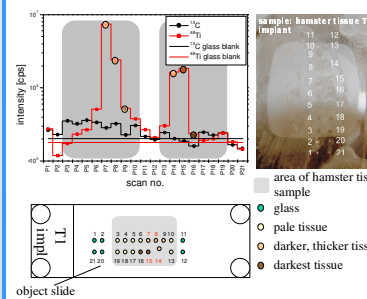 10⁷
10⁶
<10⁵
intensity [cps]
¹³C
⁴⁸Ti
¹³C glass blank
⁴⁸Ti glass blank
P1 P2 P3 P4 P5 P6 P7 P8 P9 P10 P11 P12 P13 P14 P15 P16 P17 P18 P19 P20 P21
scan no.
sample: hamster tissue T
implant
11 12
10 13
9 14
8 15
7 16
6 17
5 18
4 19
3 20
2 21
1
area of hamster tis
sample
glass
pale tissue
darker, thicker tiss
darkest tissue
T1
impl
1 2 3 4 5 6 7 8 9 10 11
21 20 19 18 17 16 15 14 13 12
object slide